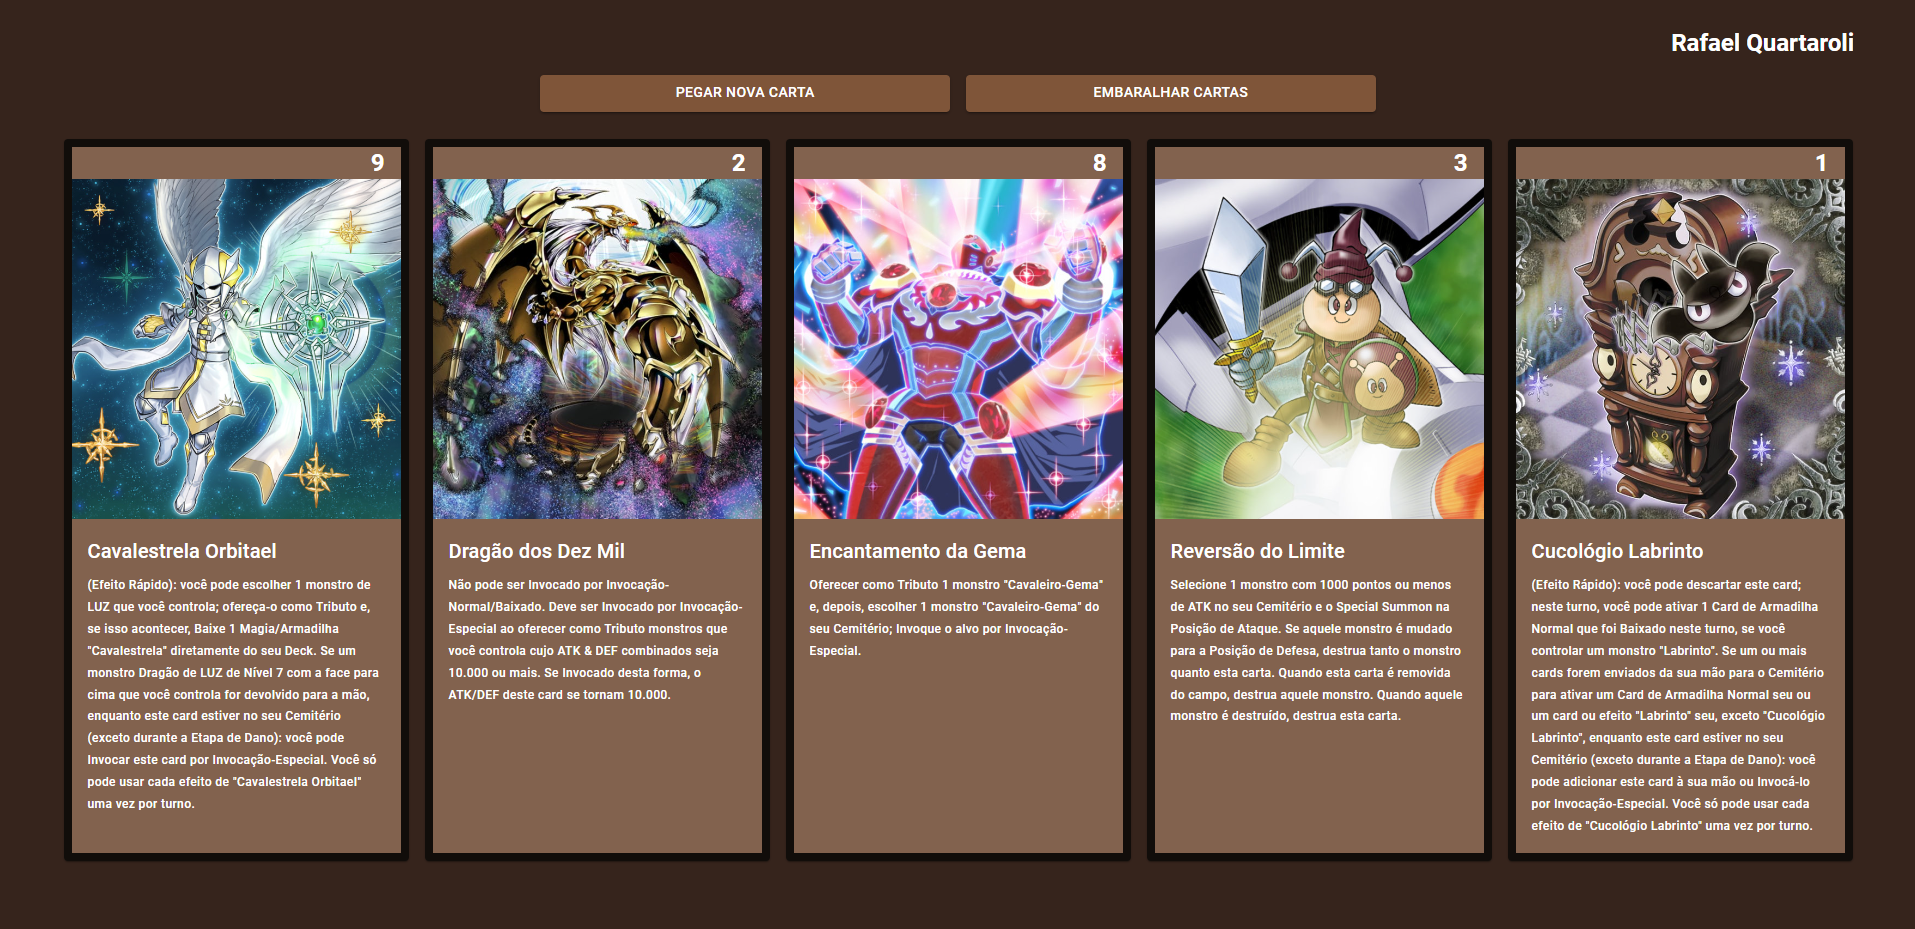 Rafael Quartaroli
PEGAR NOVA CARTA
EMBARALHAR CARTAS
9
Cavalestrela Orbitael
(Efeito Rápido): você pode escolher 1 monstro de
LUZ que você controla; ofereça-o como Tributo e,
se isso acontecer, Baixe 1 Magia/Armadilha
"Cavalestrela" diretamente do seu Deck. Se um
monstro Dragão de LUZ de Nível 7 com a face para
cima que você controla for devolvido para a mão,
enquanto este card estiver no seu Cemitério
(exceto durante a Etapa de Dano): você pode
Invocar este card por Invocação-Especial. Você só
pode usar cada efeito de "Cavalestrela Orbitael"
uma vez por turno.
2
Dragão dos Dez Mil
Não pode ser Invocado por Invocação-
Normal/Baixado. Deve ser Invocado por Invocação-
Especial ao oferecer como Tributo monstros que
você controla cujo ATK & DEF combinados seja
10.000 ou mais. Se Invocado desta forma, o
ATK/DEF deste card se tornam 10.000.
8
Encantamento da Gema
Oferecer como Tributo 1 monstro "Cavaleiro-Gema"
e, depois, escolher 1 monstro "Cavaleiro-Gema" do
seu Cemitério; Invoque o alvo por Invocação-
Especial.
3
Reversão do Limite
Selecione 1 monstro com 1000 pontos ou menos
de ATK no seu Cemitério e o Special Summon na
Posição de Ataque. Se aquele monstro é mudado
para a Posição de Defesa, destrua tanto o monstro
quanto esta carta. Quando esta carta é removida
do campo, destrua aquele monstro. Quando aquele
monstro é destruído, destrua esta carta.
1
Cucológio Labrinto
(Efeito Rápido): você pode descartar este card;
neste turno, você pode ativar 1 Card de Armadilha
Normal que foi Baixado neste turno, se você
controlar um monstro "Labrinto". Se um ou mais
cards forem enviados da sua mão para o Cemitério
para ativar um Card de Armadilha Normal seu ou
um card ou efeito "Labrinto" seu, exceto "Cucológio
Labrinto", enquanto este card estiver no seu
Cemitério (exceto durante a Etapa de Dano): você
pode adicionar este card à sua mão ou Invocá-lo
por Invocação-Especial. Você só pode usar cada
efeito de "Cucológio Labrinto" uma vez por turno.